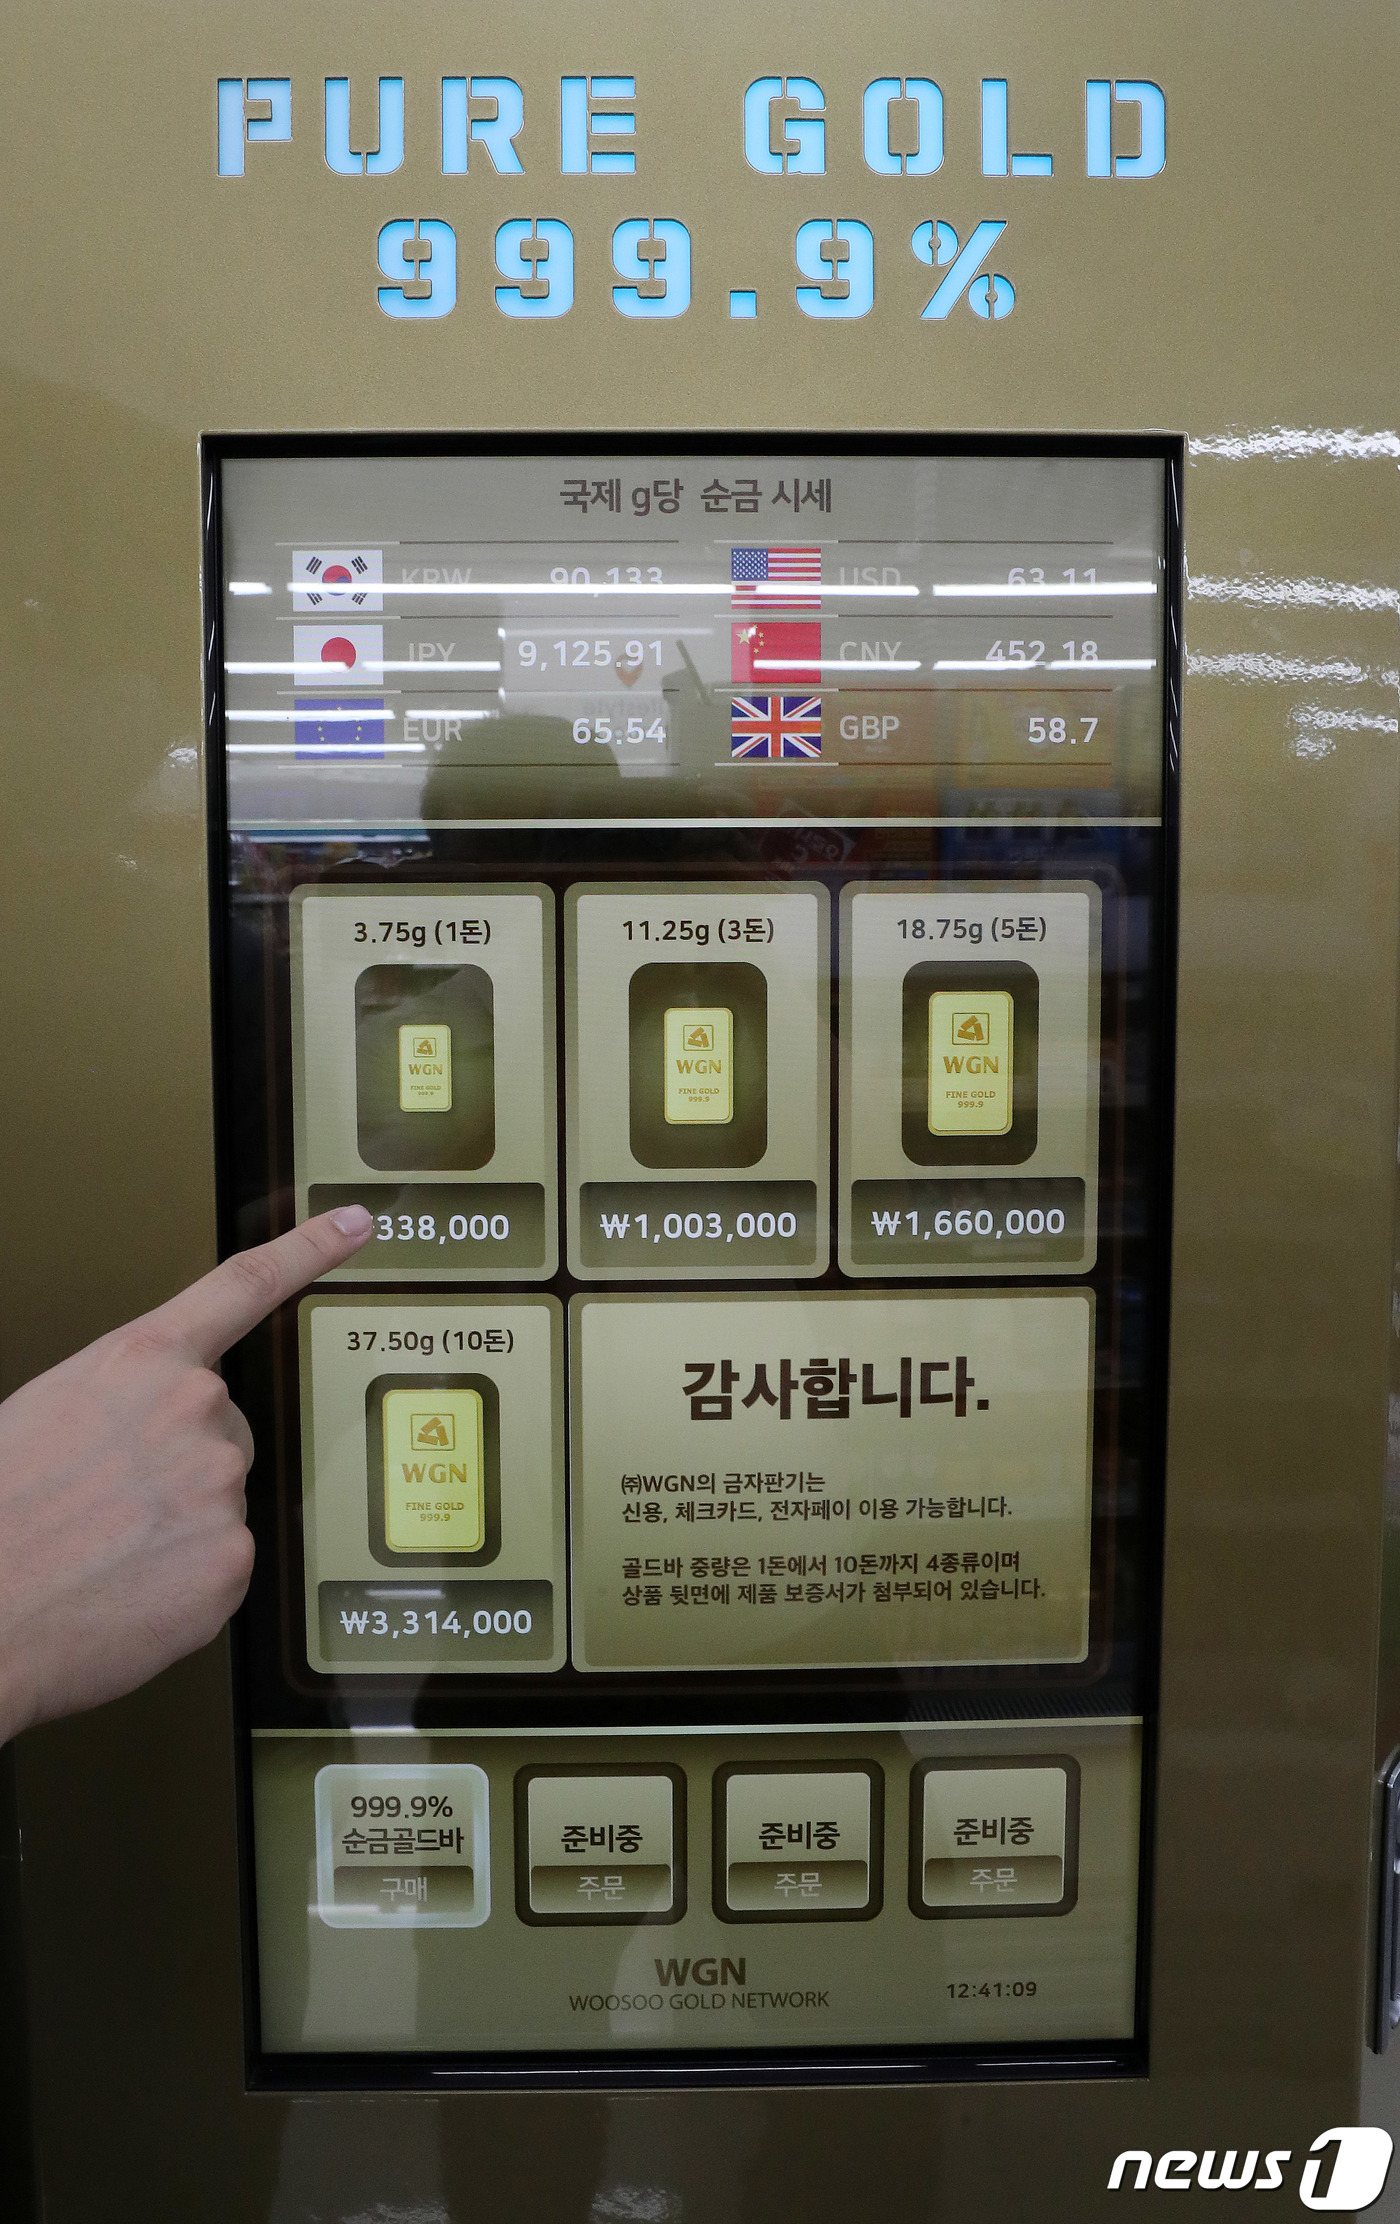 PURE GOLD
999.9%
국제 g당 순금 시세
KRW 90,133 USD 63.11
JPY 9,125.91 CNY 452.18
EUR 65.54 GBP 58.7
3.75g (1돈) 11.25g (3돈) 18.75g (5돈)
WGN WGN WGN
FINE GOLD FINE GOLD FINE GOLD
999.9 999.9 999.9
338,000 ₩1,003,000 ₩1,660,000
37.50g (10돈)
WGN
FINE GOLD
999.9
₩3,314,000
감사합니다.
㈜WGN의 금자판기는
신용, 체크카드, 전자페이 이용 가능합니다.
골드바 중량은 1돈에서 10돈까지 4종류이며
상품 뒷면에 제품 보증서가 첨부되어 있습니다.
999.9%
순금골드바 준비중 준비중 준비중
구매 주문 주문 주문
WGN
WOOSOO GOLD NETWORK 12:41:09
news1